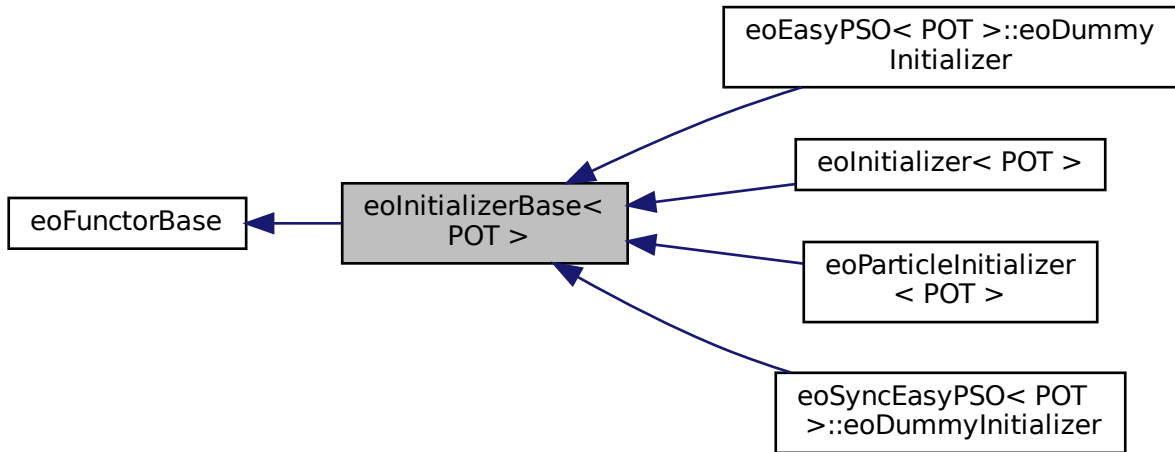 eoFunctorBase
eoInitializerBase<
POT >
eoEasyPSO< POT >::eoDummy
Initializer
eoInitializer< POT >
eoParticleInitializer
< POT >
eoSyncEasyPSO< POT
>::eoDummyInitializer